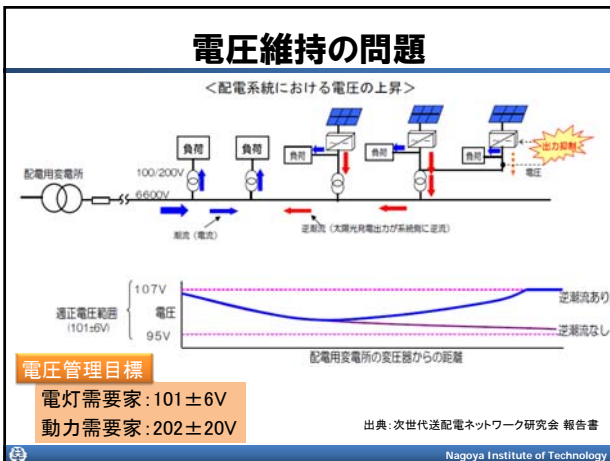 電圧維持の問題
＜配電系統における電圧の上昇＞
負荷
負荷
負荷
負荷
負荷
出力抑制
電圧
100/200V
配電用変電所
6600V
潮流（電流）
逆潮流（太陽光発電出力が系統側に逆流）
107V
適正電圧範囲
(101±6V)
電圧
95V
逆潮流あり
逆潮流なし
配電用変電所の変圧器からの距離
電圧管理目標
電灯需要家：101±6V
動力需要家：202±20V
出典：次世代送配電ネットワーク研究会 報告書
Nagoya Institute of Technology